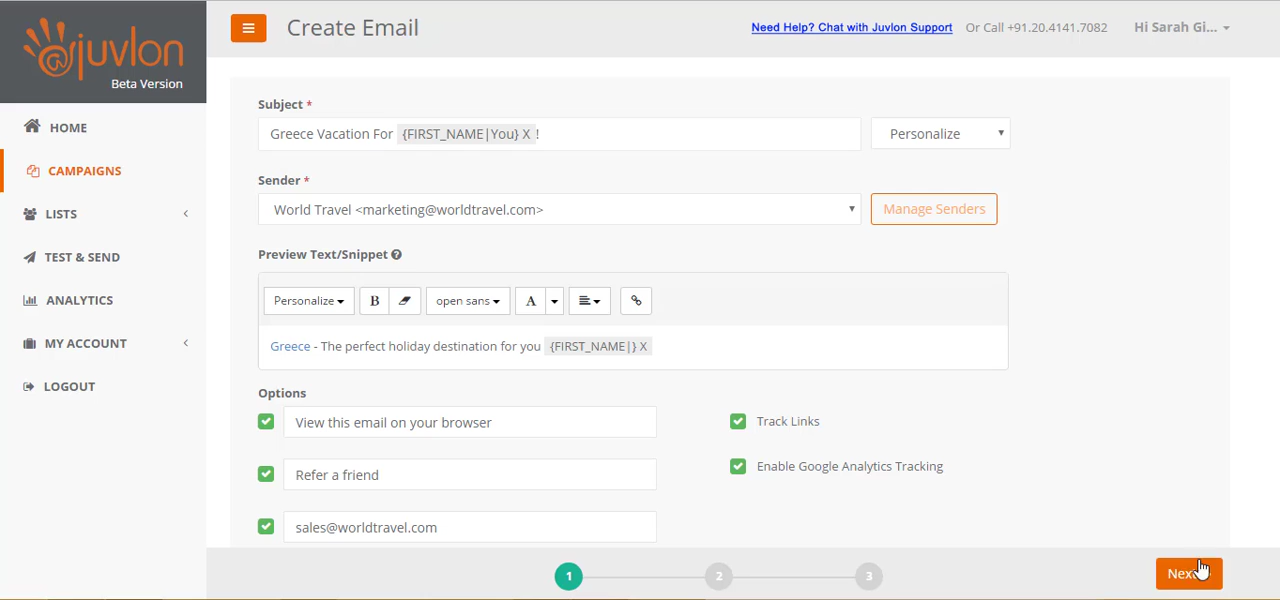 juvlon
Beta Version
Create Email
Need Help? Chat with Juvlon Support
Or Call +91.20.4141.7082
Hi Sarah Gi...
HOME
CAMPAIGNS
LISTS
TEST & SEND
ANALYTICS
MY ACCOUNT
LOGOUT
Subject *
Greece Vacation For {FIRST_NAME|You} X !
Personalize
Sender *
World Travel <marketing@worldtravel.com>
Manage Senders
Preview Text/Snippet ?
Personalize B open sans A
Greece - The perfect holiday destination for you {FIRST_NAME|} X
Options
View this email on your browser
Track Links
Refer a friend
Enable Google Analytics Tracking
sales@worldtravel.com
1 2 3
Next